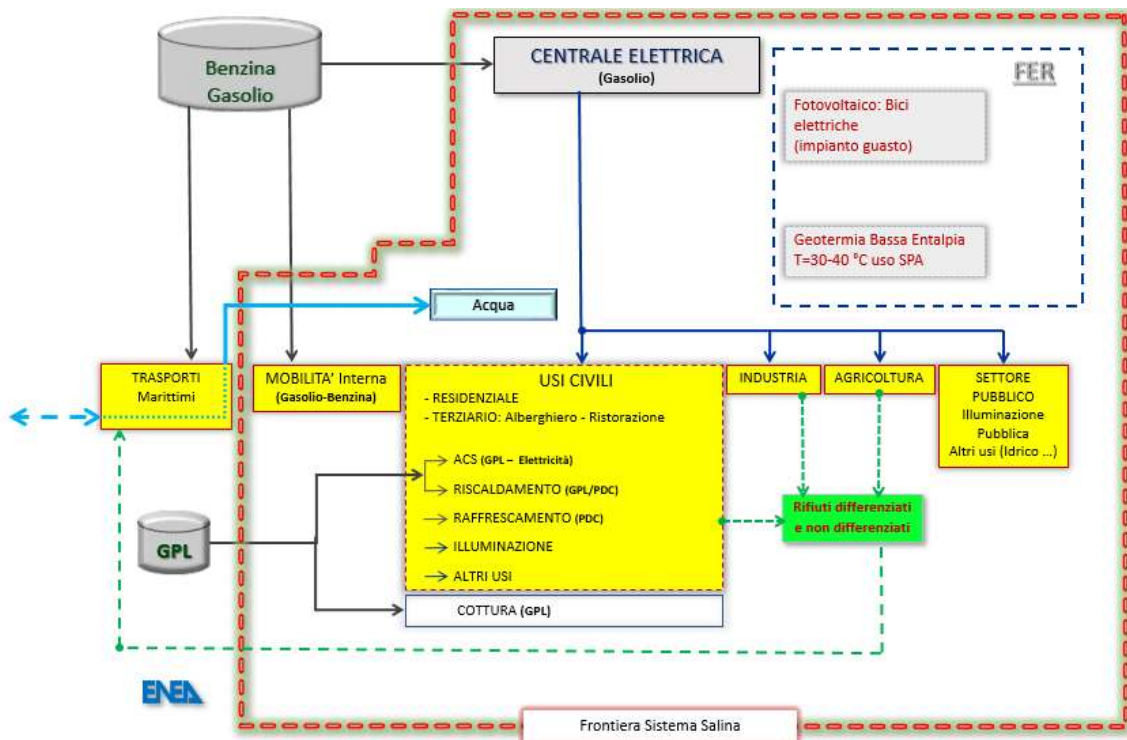 Benzina
Gasolio
CENTRALE ELETTRICA
(Gasolio)
FER
Fotovoltaico: Bici
elettriche
(impianto guasto)
Geotermia Bassa Entalpia
T=30-40 °C uso SPA
Acqua
TRASPORTI
Marittimi
MOBILITA' Interna
(Gasolio-Benzina)
USI CIVILI
- RESIDENZIALE
- TERZIARIO: Alberghiero - Ristorazione
ACS (GPL – Elettricità)
RISCALDAMENTO (GPL/PDC)
RAFFRESCAMENTO (PDC)
ILLUMINAZIONE
ALTRI USI
COTTURA (GPL)
INDUSTRIA
AGRICOLTURA
SETTORE
PUBBLICO
Illuminazione
Pubblica
Altri usi (Idrico ...)
Rifiuti differenziati
e non differenziati
GPL
ENEA
Frontiera Sistema Salina